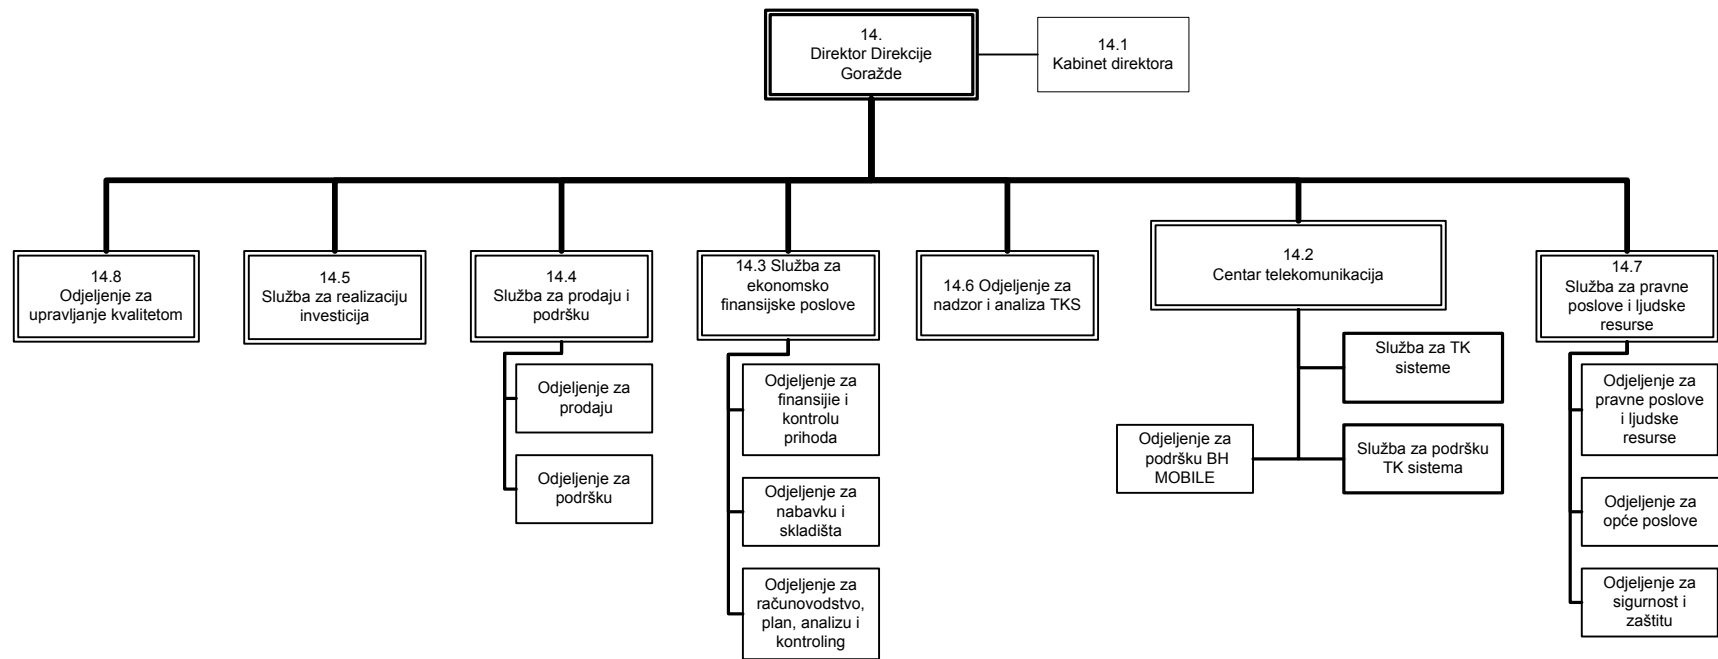 14.
Direktor Direkcije
Goražde
14.1
Kabinet direktora
14.8
Odjeljenje za
upravljanje kvalitetom
14.5
Služba za realizaciju
investicija
14.4
Služba za prodaju i
podršku
14.3 Služba za
ekonomsko
finansijske poslove
14.6 Odjeljenje za
nadzor i analiza TKS
14.2
Centar telekomunikacija
14.7
Služba za pravne
poslove i ljudske
resurse
Odjeljenje za
prodaju
Odjeljenje za
podršku
Odjeljenje za
finansijie i
kontrolu
prihoda
Odjeljenje za
nabavku i
skladišta
Odjeljenje za
računovodstvo,
plan, analizu i
kontroling
Služba za TK
sisteme
Odjeljenje za
podršku BH
MOBILE
Služba za podršku
TK sistema
Odjeljenje za
pravne poslove
i ljudske
resurse
Odjeljenje za
opće poslove
Odjeljenje za
sigurnost i
zaštitu